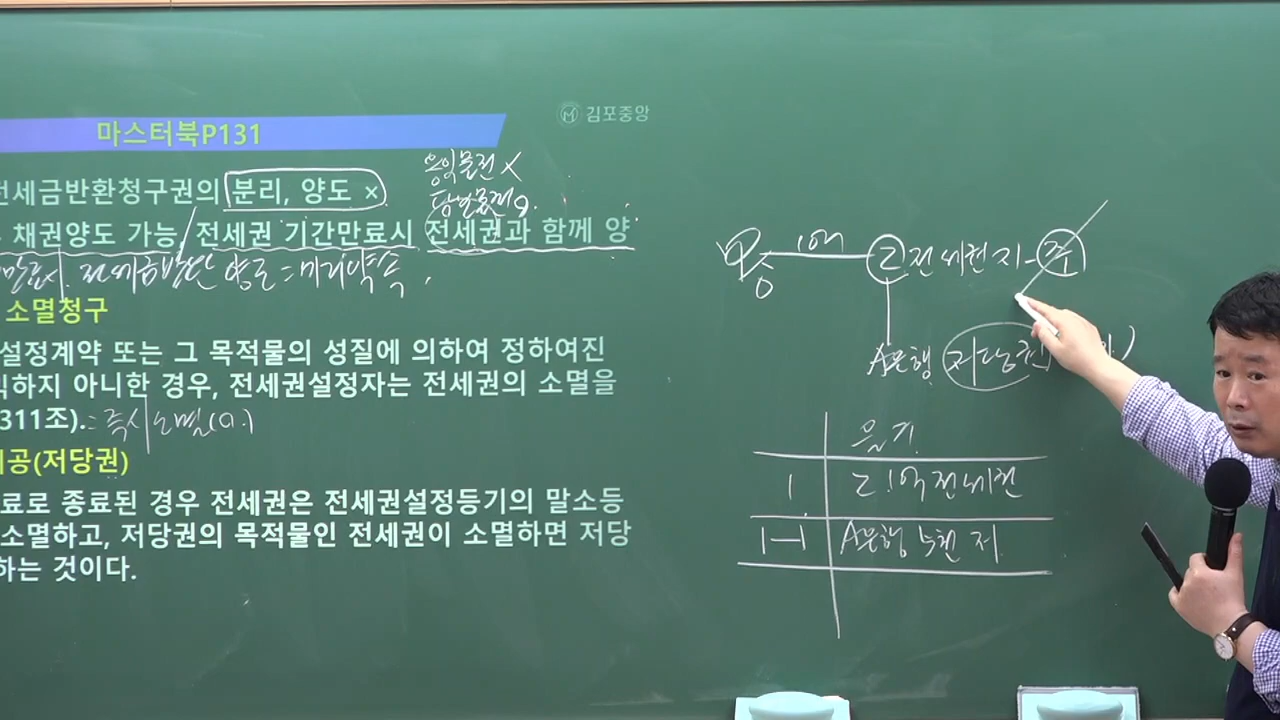 김포중앙
마스터북P131
전세금반환청구권의 분리, 양도 ×
용익물권 X
담보물권 O
채권양도 가능, 전세권 기간만료시 전세권과 함께 양
만료시 전세금반환 양도 =
소멸청구
설정계약 또는 그 목적물의 성질에 의하여 정하여진
하지 아니한 경우, 전세권설정자는 전세권의 소멸을
311조). = 즉시소멸(O.)
공(저당권)
료로 종료된 경우 전세권은 전세권설정등기의 말소등
소멸하고, 저당권의 목적물인 전세권이 소멸하면 저당
하는 것이다.
갑 1억 乙 전세권자 -
A은행 저당권
을구
1 乙 1억 전세권
1-1 A은행 5천 저